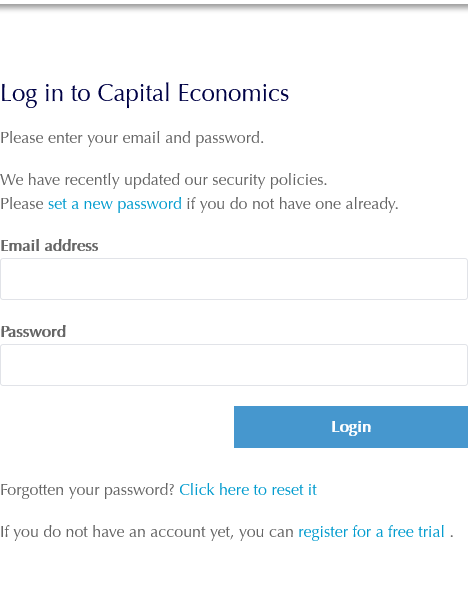 Log in to Capital Economics
Please enter your email and password.
We have recently updated our security policies.
Please set a new password if you do not have one already.
Email address
Password
Login
Forgotten your password? Click here to reset it
If you do not have an account yet, you can register for a free trial .